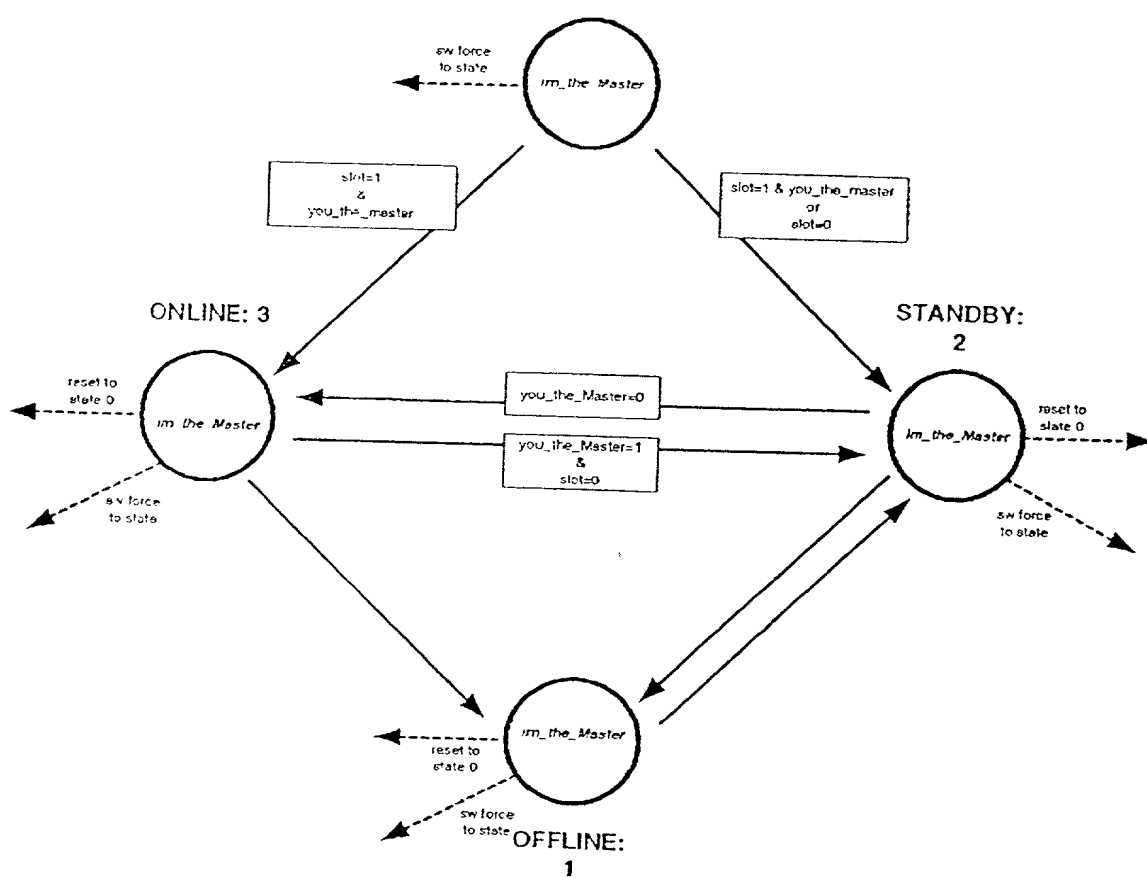 sw force
to state
im_the_Master
slot=1
&
you_the_master
slot=1 & you_the_master
or
slot=0
ONLINE: 3
STANDBY:
2
reset to
state 0
im_the_Master
you_the_Master=0
you_the_Master=1
&
slot=0
im_the_Master
reset to
state 0
sw force
to state
sw force
to state
im_the_Master
reset to
state 0
sw force
to state
OFFLINE:
1